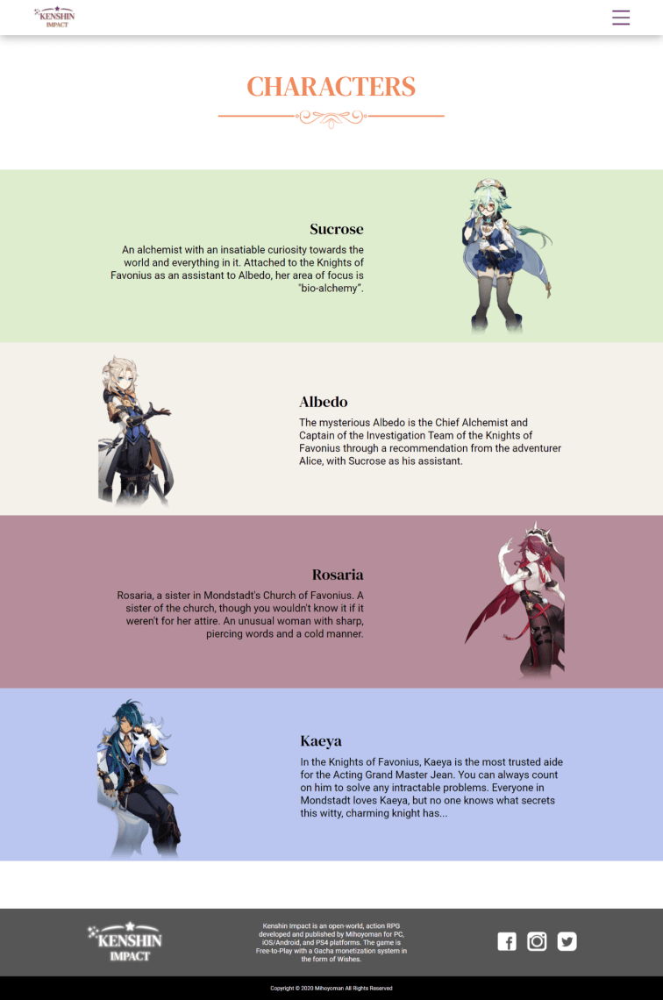 KENSHIN
IMPACT
CHARACTERS
Sucrose
An alchemist with an insatiable curiosity towards the
world and everything in it. Attached to the Knights of
Favonius as an assistant to Albedo, her area of focus is
"bio-alchemy”.
Albedo
The mysterious Albedo is the Chief Alchemist and
Captain of the Investigation Team of the Knights of
Favonius through a recommendation from the adventurer
Alice, with Sucrose as his assistant.
Rosaria
Rosaria, a sister in Mondstadt's Church of Favonius. A
sister of the church, though you wouldn't know it if it
weren't for her attire. An unusual woman with sharp,
piercing words and a cold manner.
Kaeya
In the Knights of Favonius, Kaeya is the most trusted aide
for the Acting Grand Master Jean. You can always count
on him to solve any intractable problems. Everyone in
Mondstadt loves Kaeya, but no one knows what secrets
this witty, charming knight has...
KENSHIN
IMPACT
Kenshin Impact is an open-world, action RPG
developed and published by Mihoyoman for PC,
iOS/Android, and PS4 platforms. The game is
Free-to-Play with a Gacha monetization system in
the form of Wishes.
Copyright © 2020 Mihoyoman All Rights Reserved